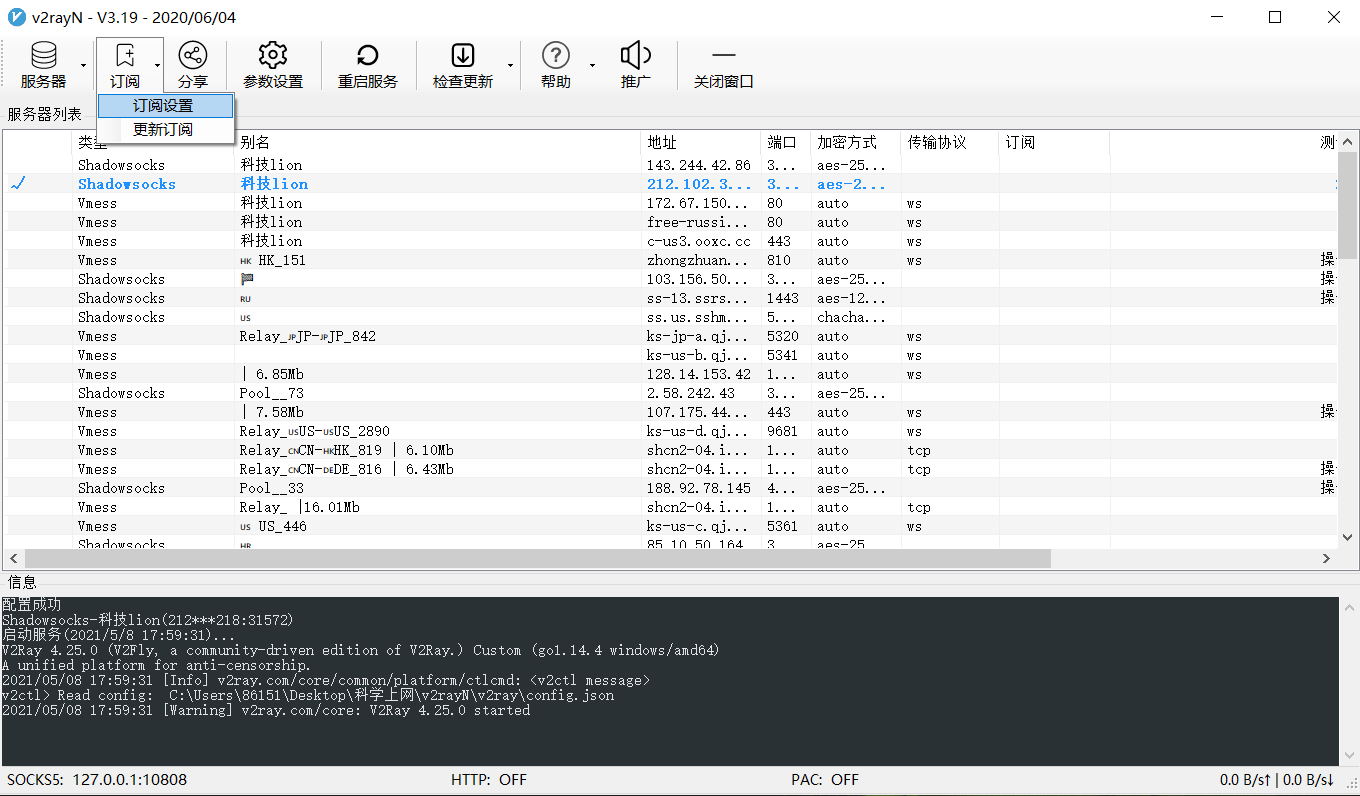 v2rayN - V3.19 - 2020/06/04
服务器 订阅 分享 参数设置 重启服务 检查更新 帮助 推广 关闭窗口
订阅设置
更新订阅
服务器列表
类型 别名 地址 端口 加密方式 传输协议 订阅 测
Shadowsocks 科技lion 143.244.42.86 3... aes-25...
Shadowsocks 科技lion 212.102.3... 3... aes-2...
Vmess 科技lion 172.67.150... 80 auto ws
Vmess 科技lion free-russi... 80 auto ws
Vmess 科技lion c-us3.ooxc.cc 443 auto ws
Vmess HK HK_151 zhongzhuan... 810 auto ws 操
Shadowsocks 103.156.50... 3... aes-25... 操
Shadowsocks RU ss-13.ssrs... 1443 aes-12... 操
Shadowsocks US ss.us.sshm... 5... chacha...
Vmess Relay_JPJP-JPJP_842 ks-jp-a.qj... 5320 auto ws
Vmess ks-us-b.qj... 5341 auto ws
Vmess | 6.85Mb 128.14.153.42 1... auto ws
Shadowsocks Pool__73 2.58.242.43 3... aes-25...
Vmess | 7.58Mb 107.175.44... 443 auto ws 操
Vmess Relay_USUS-USUS_2890 ks-us-d.qj... 9681 auto ws
Vmess Relay_CNCN-HKHK_819 | 6.10Mb shcn2-04.i... 1... auto tcp
Vmess Relay_CNCN-DEDE_816 | 6.43Mb shcn2-04.i... 1... auto tcp 操
Shadowsocks Pool__33 188.92.78.145 4... aes-25... 操
Vmess Relay_ |16.01Mb shcn2-04.i... 1... auto tcp
Vmess US US_446 ks-us-c.qj... 5361 auto ws
Shadowsocks HR 85.10.50.164 3 aes-25
信息
配置成功
Shadowsocks-科技lion(212***218:31572)
启动服务(2021/5/8 17:59:31)...
V2Ray 4.25.0 (V2Fly, a community-driven edition of V2Ray.) Custom (go1.14.4 windows/amd64)
A unified platform for anti-censorship.
2021/05/08 17:59:31 [Info] v2ray.com/core/common/platform/ctlcmd: <v2ctl message>
v2ctl> Read config:  C:\Users\86151\Desktop\科学上网\v2rayN\v2ray\config.json
2021/05/08 17:59:31 [Warning] v2ray.com/core: V2Ray 4.25.0 started
SOCKS5: 127.0.0.1:10808 HTTP: OFF PAC: OFF 0.0 B/s↑ | 0.0 B/s↓